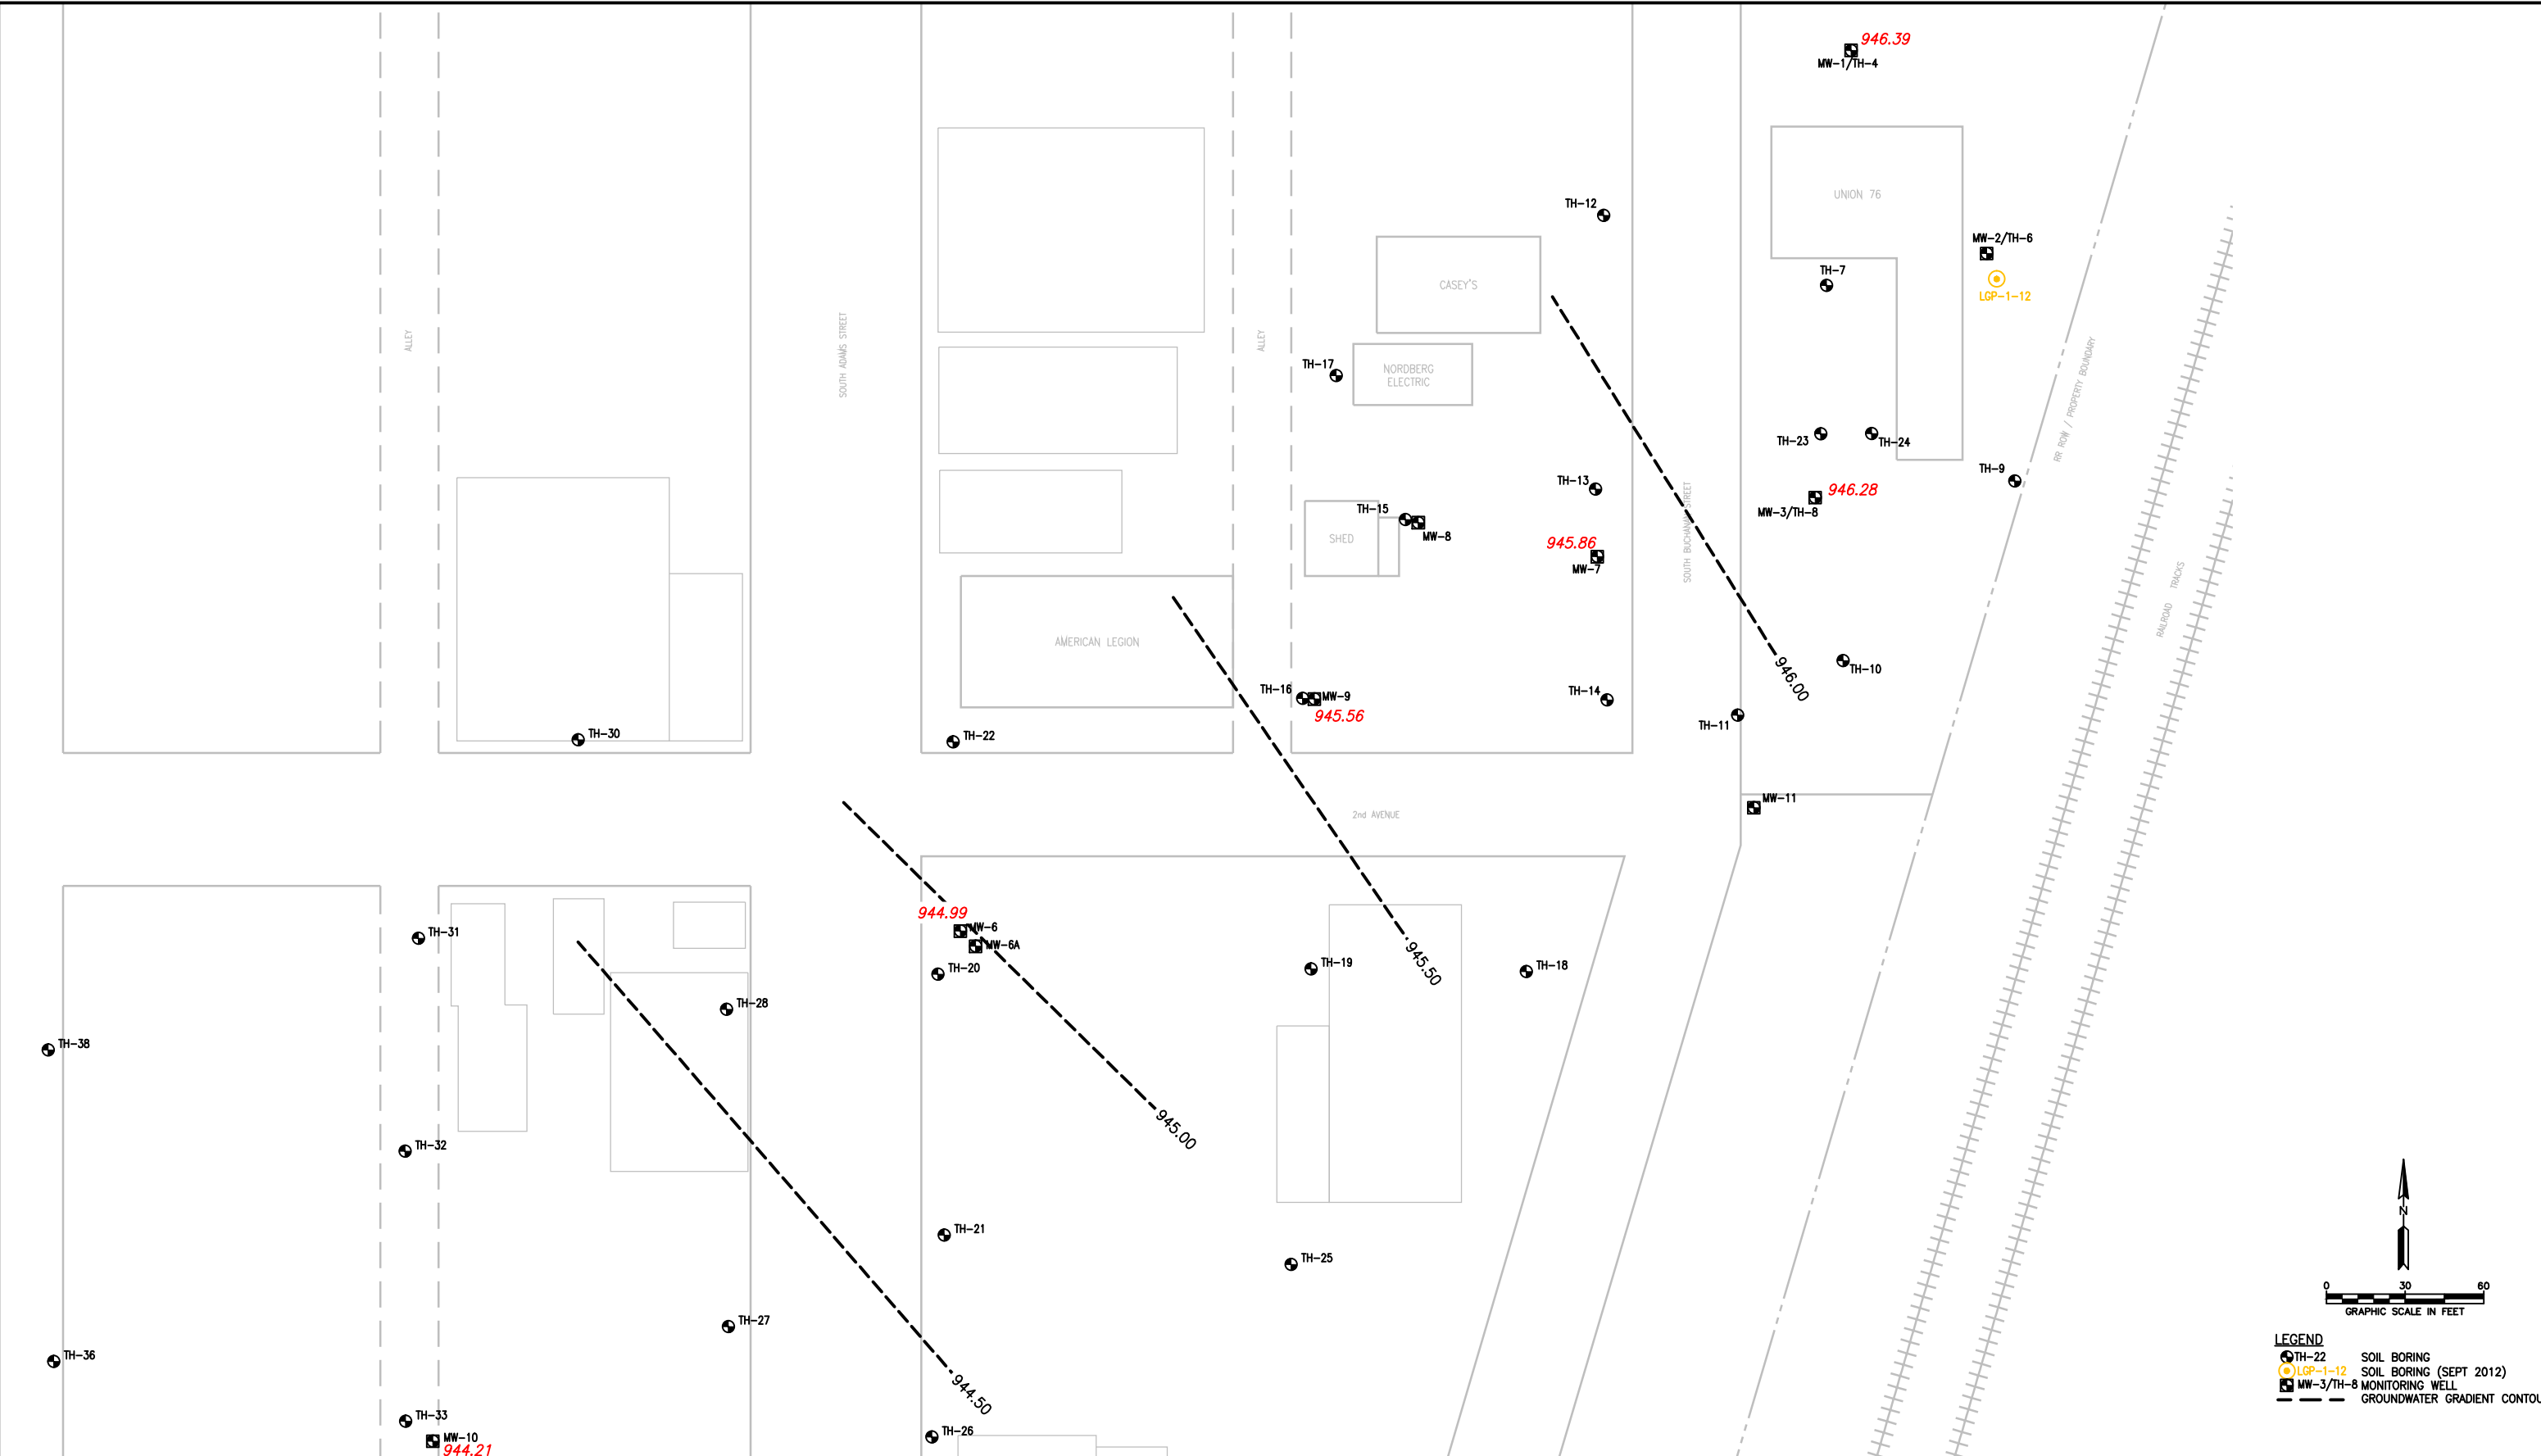 946.39
MW-1/TH-4
UNION 76
TH-12
MW-2/TH-6
TH-7
LGP-1-12
CASEY'S
ALLEY
SOUTH ADAMS STREET
ALLEY
TH-17
NORDBERG
ELECTRIC
RR ROW / PROPERTY BOUNDARY
TH-23
TH-24
TH-9
TH-13
946.28
MW-3/TH-8
SOUTH BUCHANAN STREET
TH-15
MW-8
SHED
945.86
MW-7
RAILROAD TRACKS
AMERICAN LEGION
946.00
TH-10
TH-16
MW-9
945.56
TH-14
TH-11
TH-30
TH-22
MW-11
2nd AVENUE
944.99
MW-6
MW-6A
TH-31
TH-20
TH-19
945.50
TH-18
TH-28
TH-38
945.00
TH-32
N
TH-21
TH-25
0 30 60
GRAPHIC SCALE IN FEET
TH-27
LEGEND
TH-22 SOIL BORING
LGP-1-12 SOIL BORING (SEPT 2012)
MW-3/TH-8 MONITORING WELL
GROUNDWATER GRADIENT CONTOU
TH-36
944.50
TH-33
MW-10
944.21
TH-26